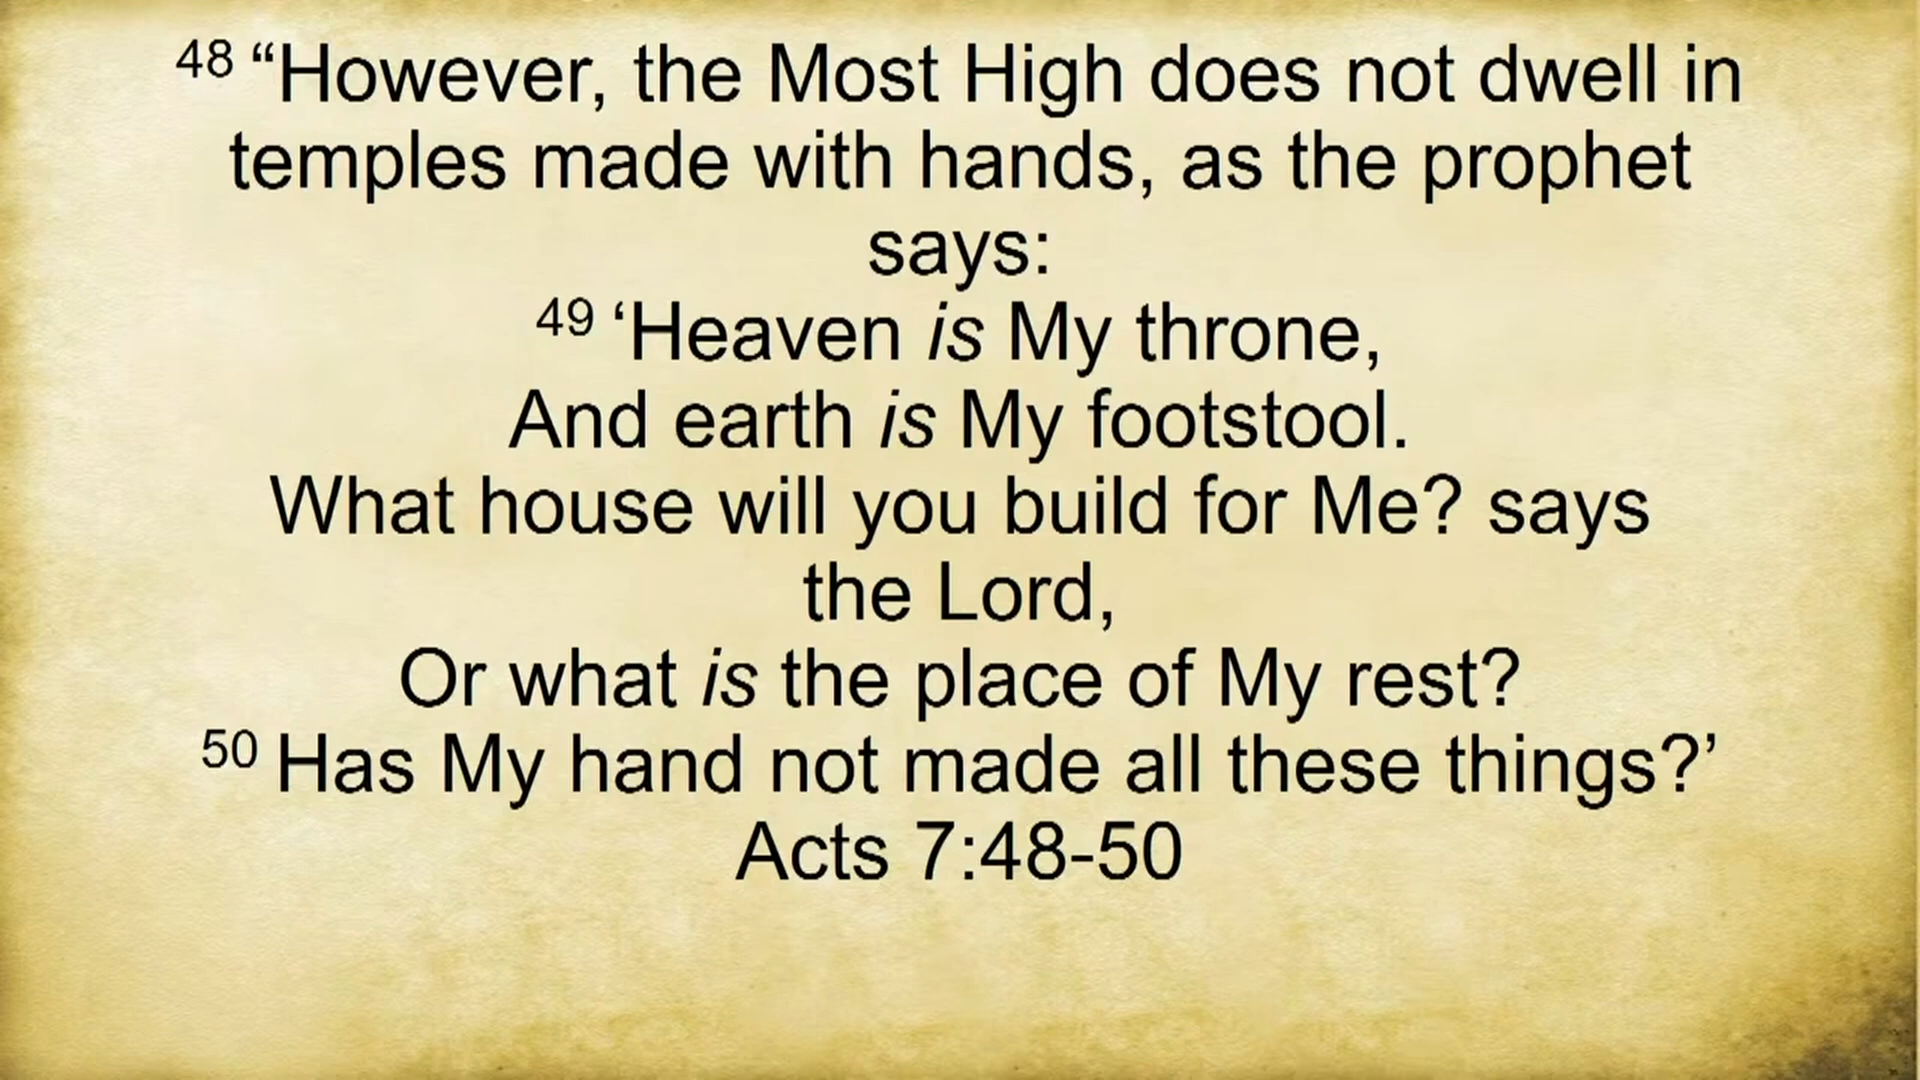 48 “However, the Most High does not dwell in
temples made with hands, as the prophet
says:
49 ‘Heaven is My throne,
And earth is My footstool.
What house will you build for Me? says
the Lord,
Or what is the place of My rest?
50 Has My hand not made all these things?’
Acts 7:48-50